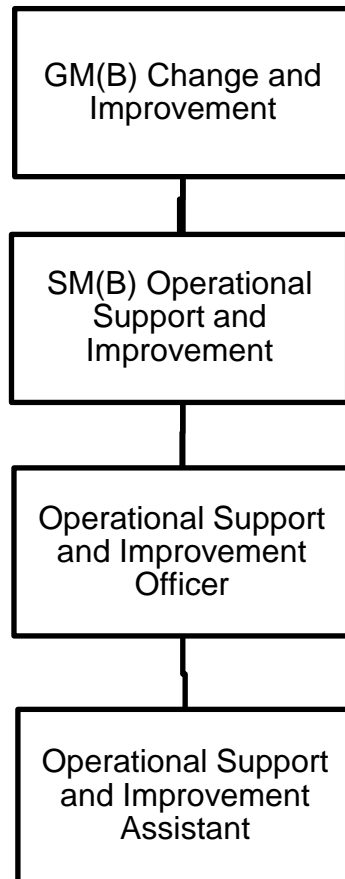 GM(B) Change and
Improvement
SM(B) Operational
Support and
Improvement
Operational Support
and Improvement
Officer
Operational Support
and Improvement
Assistant